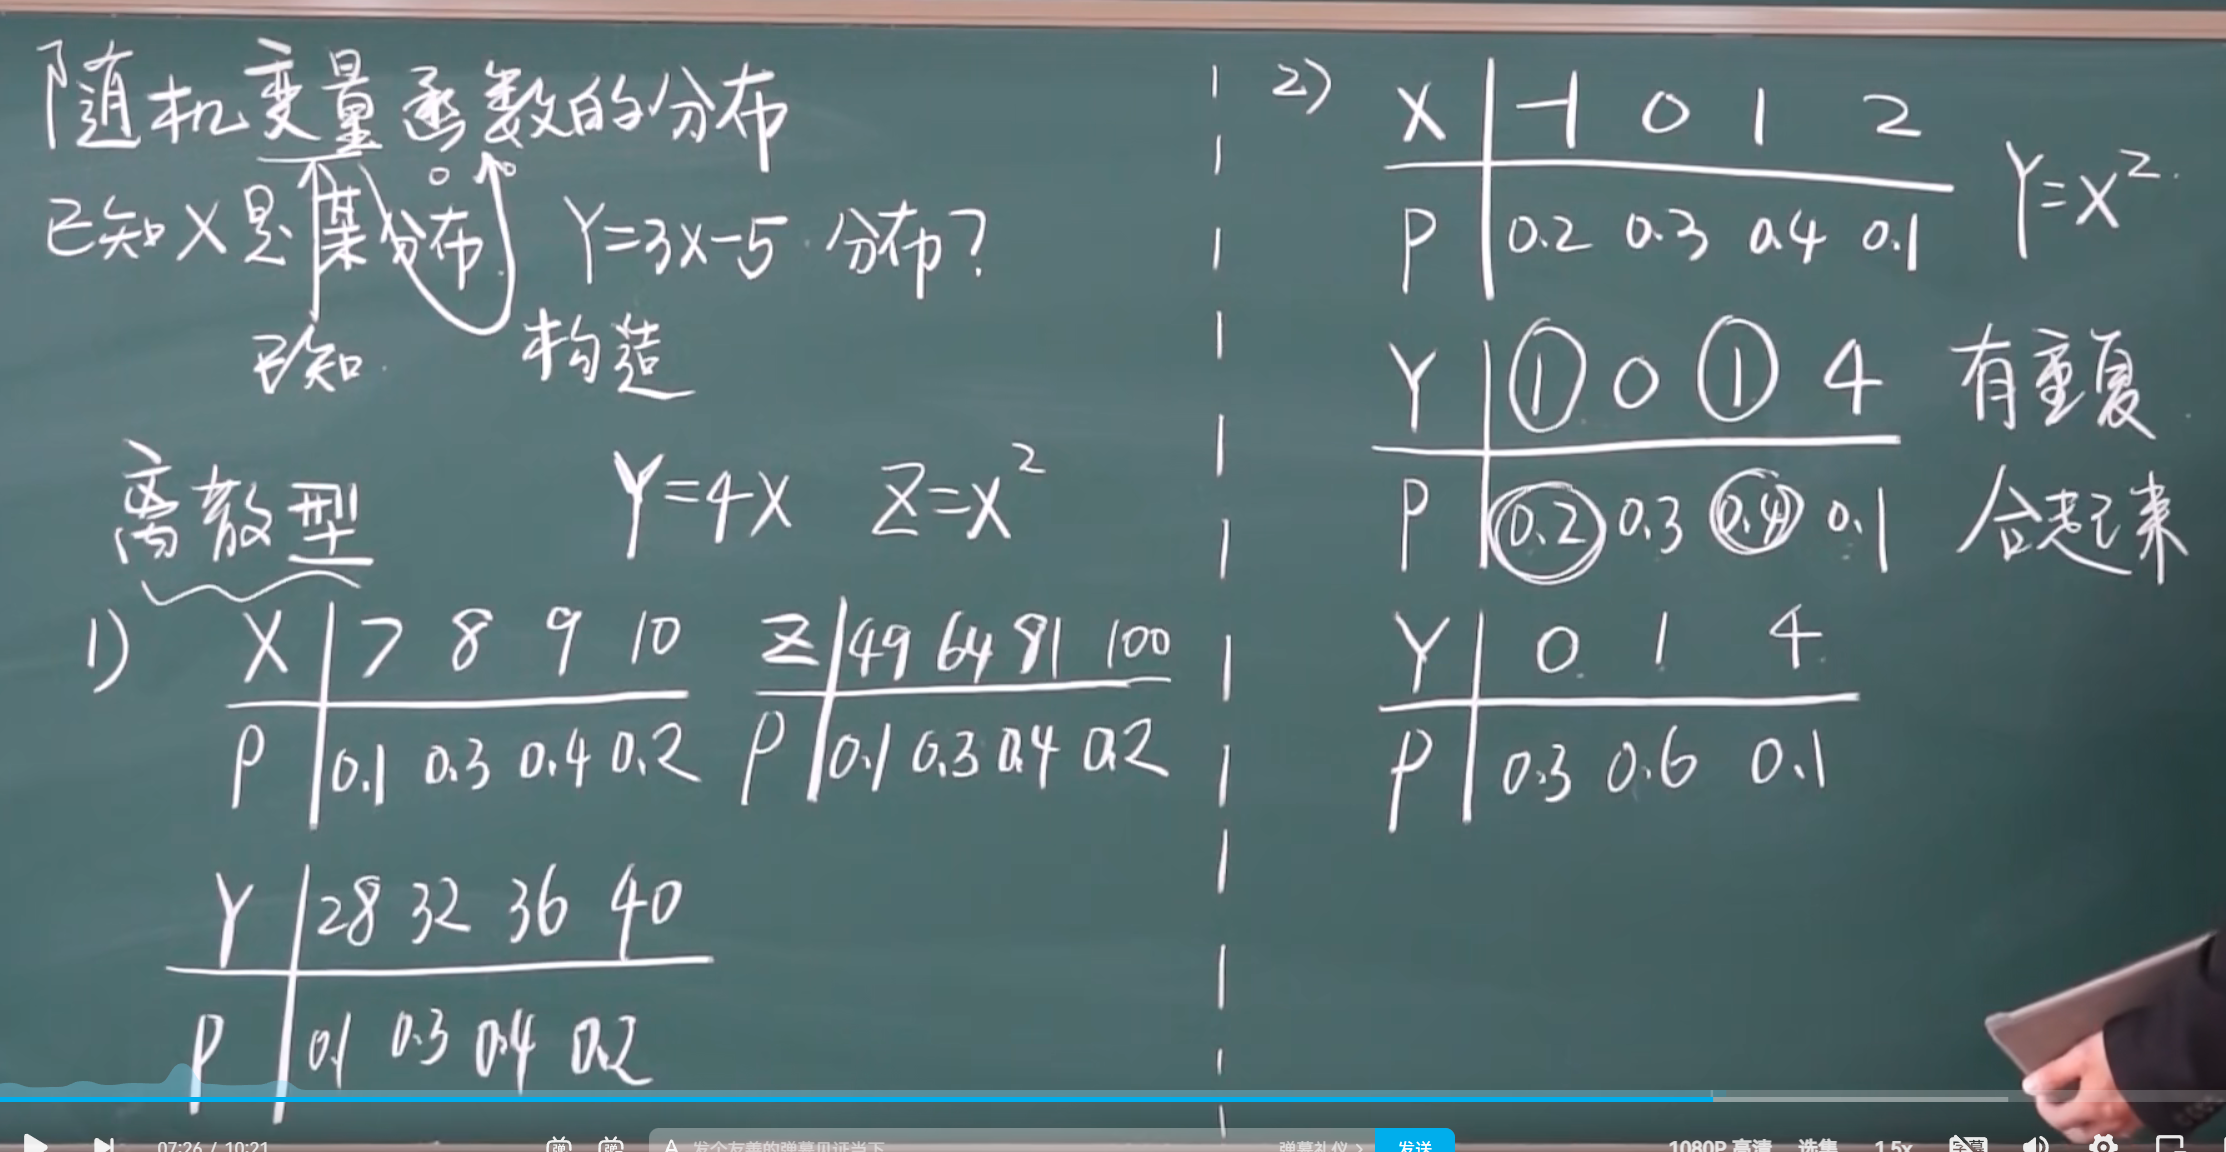 随机变量函数的分布
已知X是某分布 Y=3X-5 分布?
已知 构造
离散型 Y=4X Z=X²
1) X 7 8 9 10
P 0.1 0.3 0.4 0.2
Z 49 64 81 100
P 0.1 0.3 0.4 0.2
Y 28 32 36 40
P 0.1 0.3 0.4 0.2
2) X -1 0 1 2
P 0.2 0.3 0.4 0.1
Y=X²
Y 1 0 1 4 有重复
P 0.2 0.3 0.4 0.1 合起来
Y 0 1 4
P 0.3 0.6 0.1
07:26 / 10:21 弹 弹 A 发个友善的弹幕见证当下 弹幕礼仪 > 发送 1080P 高清 选集 1.5x 字幕